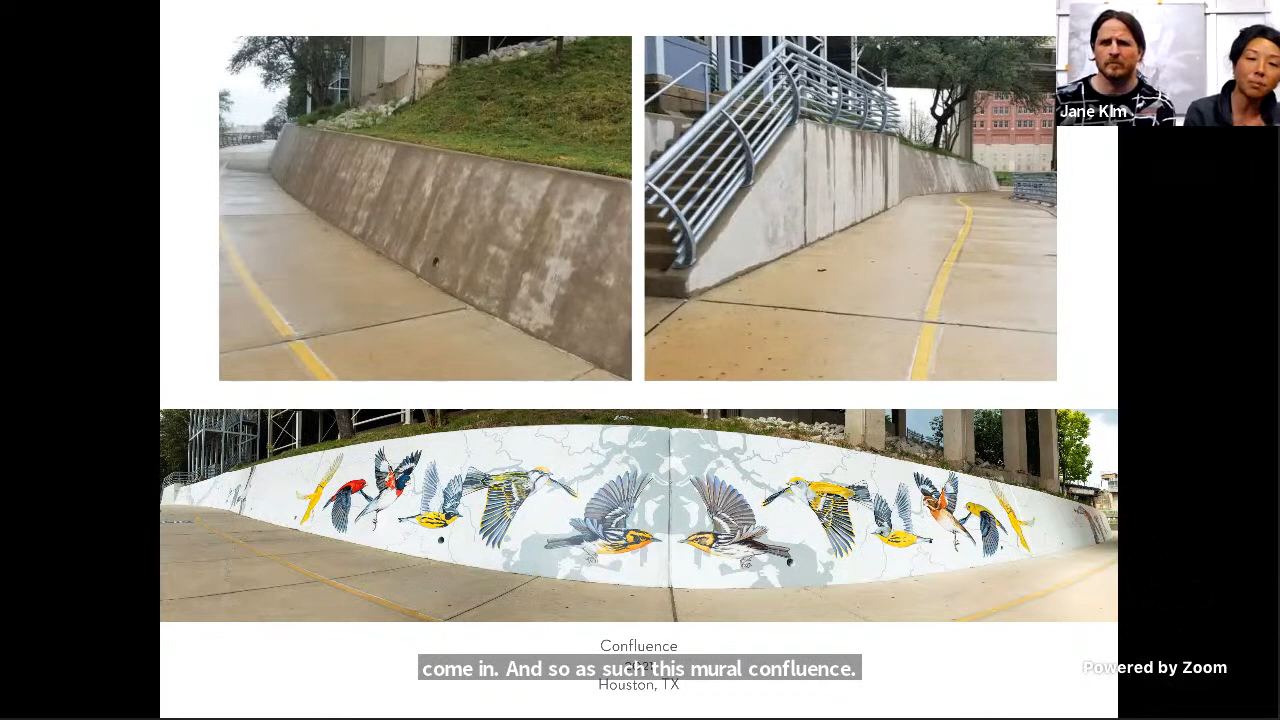 Jane KIm
Confluence
come in. And so as such this mural confluence.
Houston, TX
Powered by Zoom